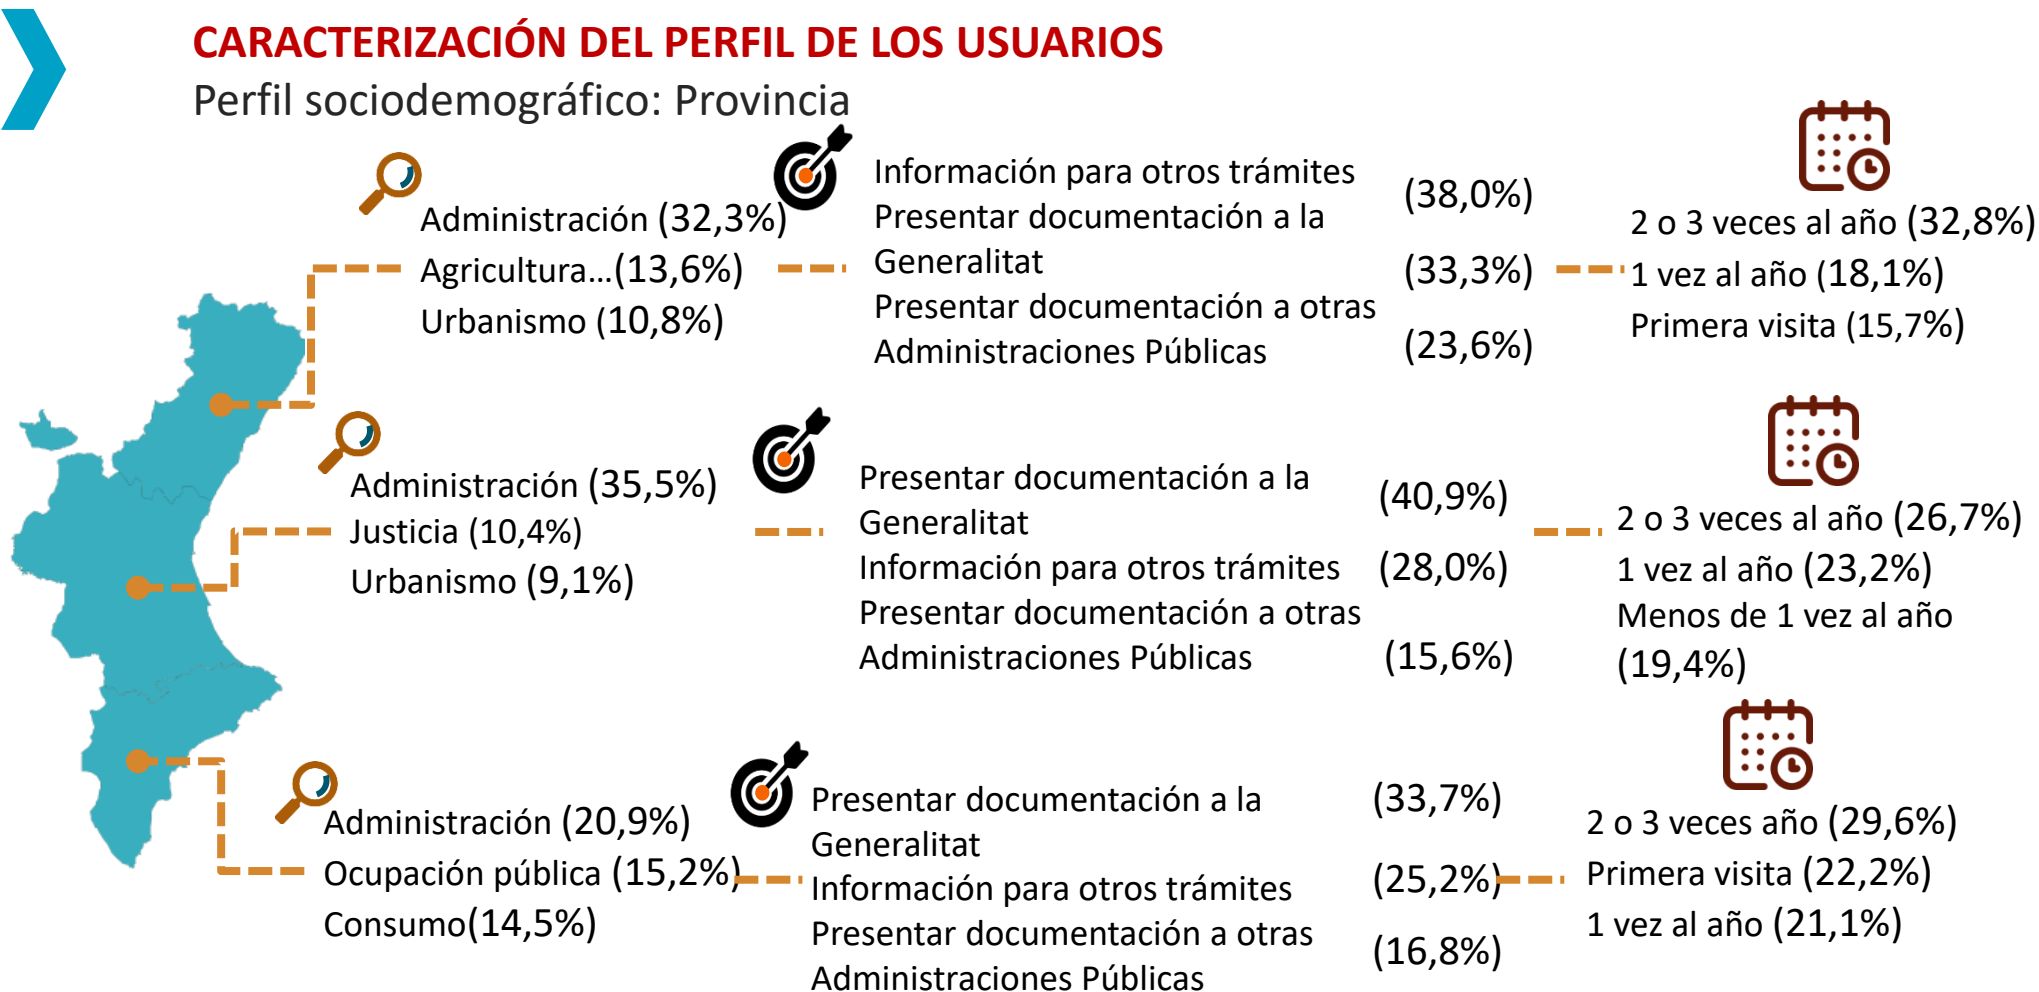 CARACTERIZACIÓN DEL PERFIL DE LOS USUARIOS
Perfil sociodemográfico: Provincia
Administración (32,3%)
Agricultura...(13,6%)
Urbanismo (10,8%)
Información para otros trámites
Presentar documentación a la
Generalitat
Presentar documentación a otras
Administraciones Públicas
(38,0%)
(33,3%)
(23,6%)
2 o 3 veces al año (32,8%)
1 vez al año (18,1%)
Primera visita (15,7%)
Administración (35,5%)
Justicia (10,4%)
Urbanismo (9,1%)
Presentar documentación a la
Generalitat
Información para otros trámites
Presentar documentación a otras
Administraciones Públicas
(40,9%)
(28,0%)
(15,6%)
2 o 3 veces al año (26,7%)
1 vez al año (23,2%)
Menos de 1 vez al año
(19,4%)
Administración (20,9%)
Ocupación pública (15,2%)
Consumo(14,5%)
Presentar documentación a la
Generalitat
Información para otros trámites
Presentar documentación a otras
Administraciones Públicas
(33,7%)
(25,2%)
(16,8%)
2 o 3 veces año (29,6%)
Primera visita (22,2%)
1 vez al año (21,1%)